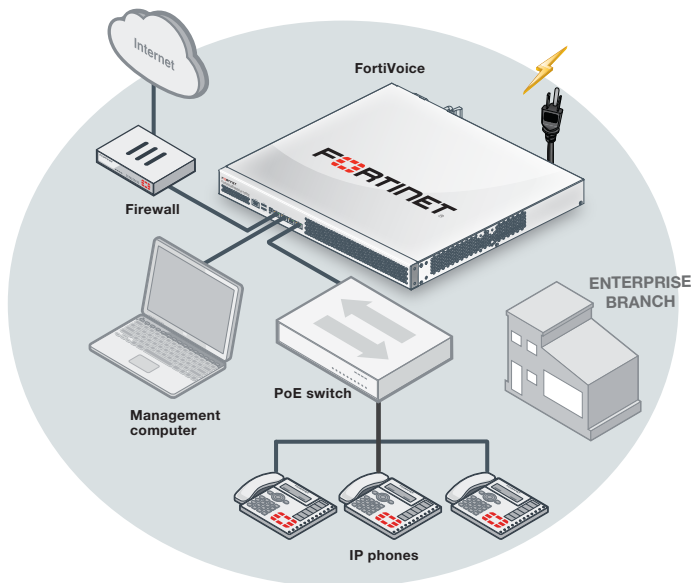 Internet
FortiVoice
FORTINET
Firewall
ENTERPRISE
BRANCH
PoE switch
Management
computer
IP phones